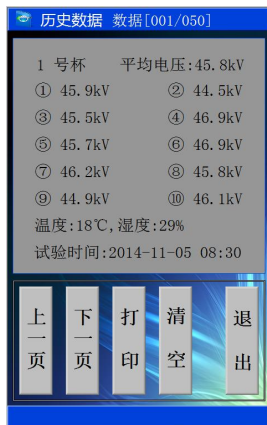 历史数据 数据[001/050]
1 号杯 平均电压:45.8kV
① 45.9kV ② 44.5kV
③ 45.5kV ④ 46.9kV
⑤ 45.7kV ⑥ 46.9kV
⑦ 46.2kV ⑧ 45.8kV
⑨ 44.9kV ⑩ 46.1kV
温度:18℃,湿度:29%
试验时间:2014-11-05 08:30
上一页 下一页 打印 清空 退出